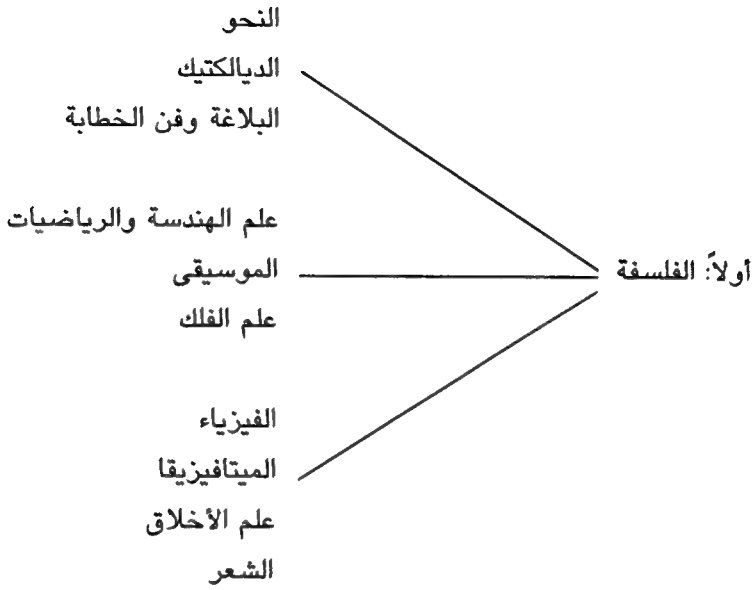 النحو
الديالكتيك
البلاغة وفن الخطابة
علم الهندسة والرياضيات
أولاً: الفلسفة
الموسيقى
علم الفلك
الفيزياء
الميتافيزيقا
علم الأخلاق
الشعر